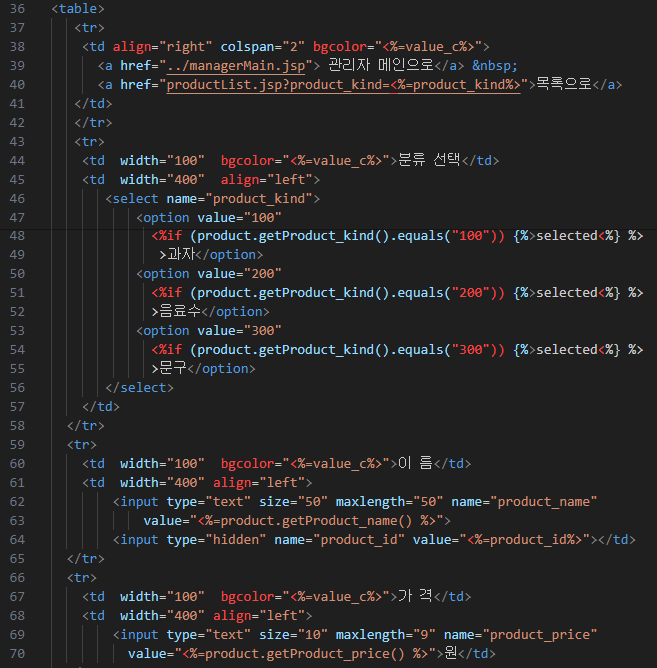 36 <table>
37 <tr>
38 <td align="right" colspan="2" bgcolor="<%=value_c%>">
39 <a href="../managerMain.jsp"> 관리자 메인으로</a> &nbsp;
40 <a href="productList.jsp?product_kind=<%=product_kind%>">목록으로</a>
41 </td>
42 </tr>
43 <tr>
44 <td  width="100"  bgcolor="<%=value_c%>">분류 선택</td>
45 <td  width="400"  align="left">
46 <select name="product_kind">
47 <option value="100"
48 <%if (product.getProduct_kind().equals("100")) {%>selected<%} %>
49 >과자</option>
50 <option value="200"
51 <%if (product.getProduct_kind().equals("200")) {%>selected<%} %>
52 >음료수</option>
53 <option value="300"
54 <%if (product.getProduct_kind().equals("300")) {%>selected<%} %>
55 >문구</option>
56 </select>
57 </td>
58 </tr>
59 <tr>
60 <td  width="100"  bgcolor="<%=value_c%>">이 름</td>
61 <td  width="400" align="left">
62 <input type="text" size="50" maxlength="50" name="product_name"
63 value="<%=product.getProduct_name() %>">
64 <input type="hidden" name="product_id" value="<%=product_id%>"></td>
65 </tr>
66 <tr>
67 <td  width="100"  bgcolor="<%=value_c%>">가 격</td>
68 <td  width="400" align="left">
69 <input type="text" size="10" maxlength="9" name="product_price"
70 value="<%=product.getProduct_price() %>">원</td>